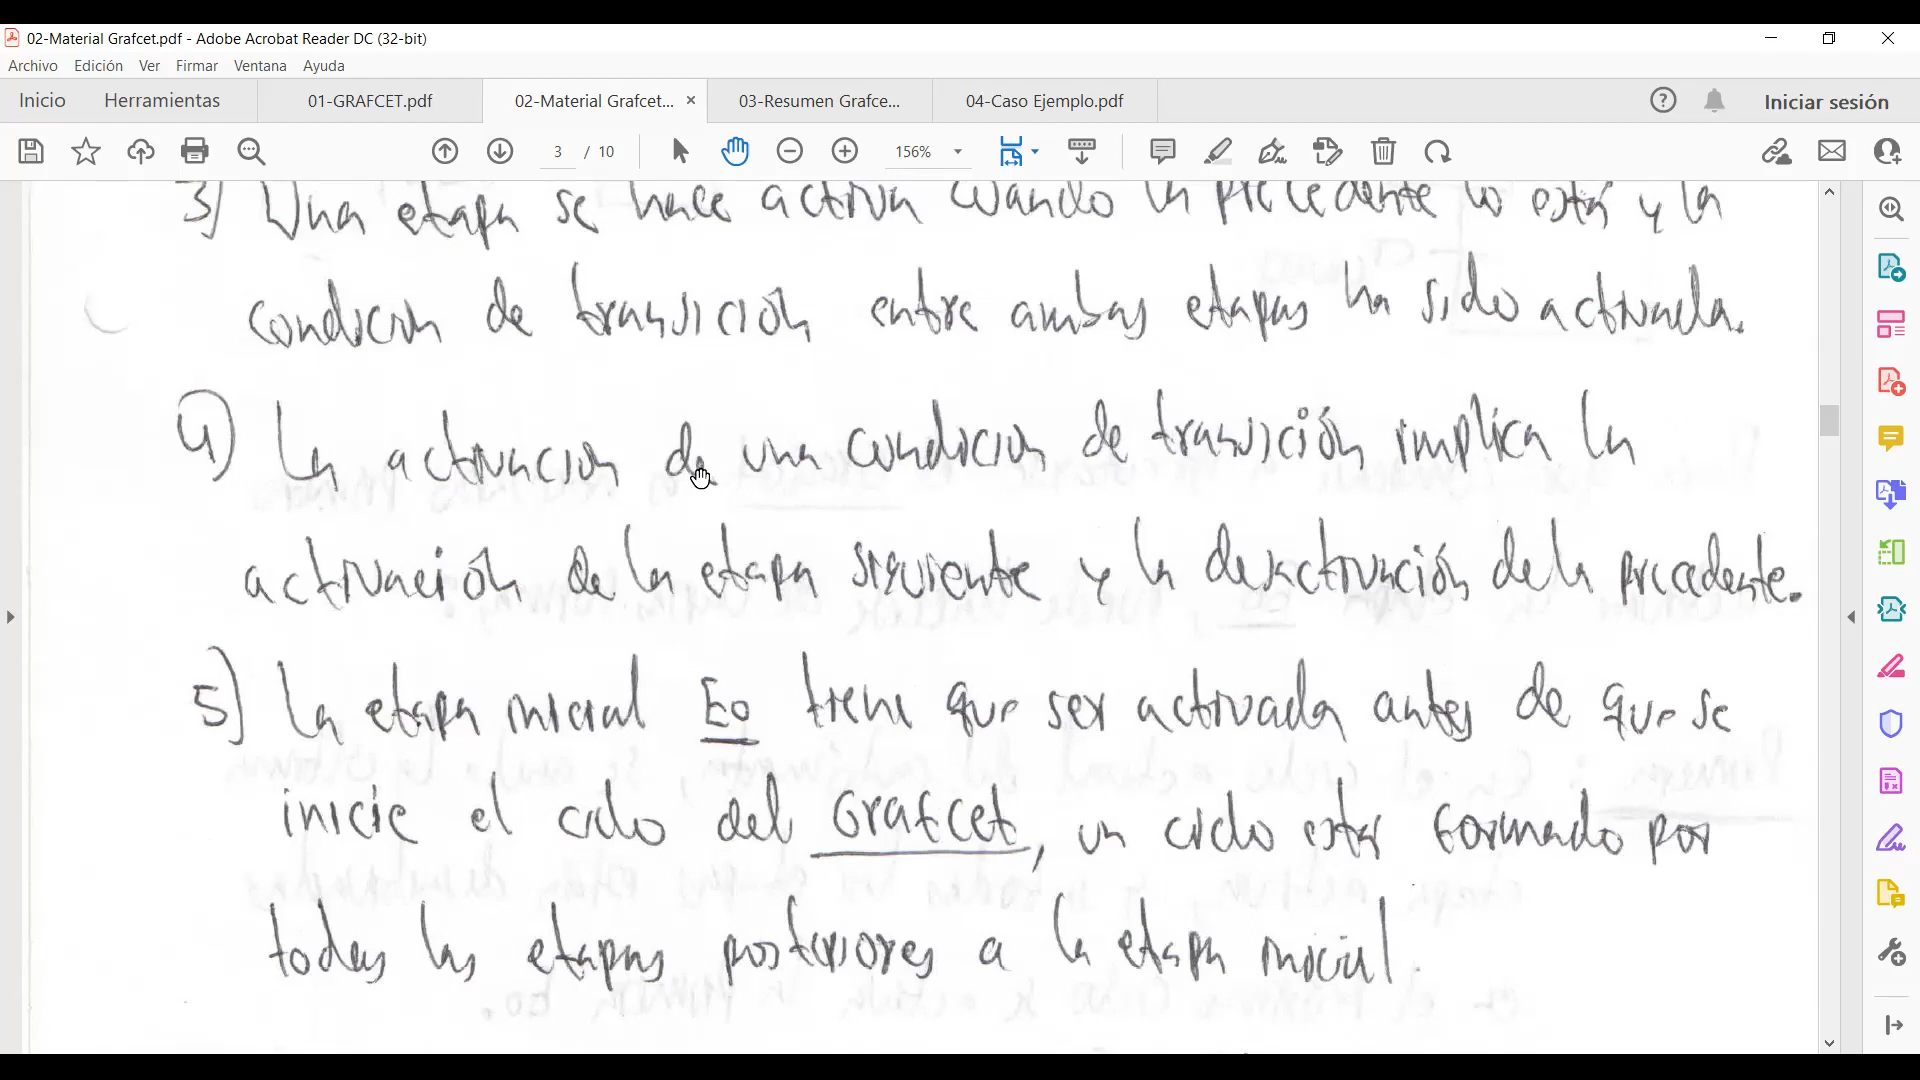 02-Material Grafcet.pdf - Adobe Acrobat Reader DC (32-bit)
Archivo Edición Ver Firmar Ventana Ayuda
Inicio Herramientas 01-GRAFCET.pdf 02-Material Grafcet... × 03-Resumen Grafce... 04-Caso Ejemplo.pdf Iniciar sesión
3 / 10 156%
3) Una etapa se hace activa cuando la precedente lo está y la
condicion de transición entre ambas etapas ha sido activada.
4) La activacion de una condicion de transición implica la
activación de la etapa siguiente y la desactivación de la precedente.
5) La etapa inicial E0 tiene que ser activada antes de que se
inicie el ciclo del Grafcet, un ciclo está formado por
todas las etapas posteriores a la etapa inicial.